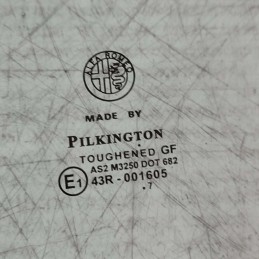 ALFA ROMEO
MADE BY
PILKINGTON
TOUGHENED GF
AS2 M3250 DOT 682
E1 43R - 001605
.7